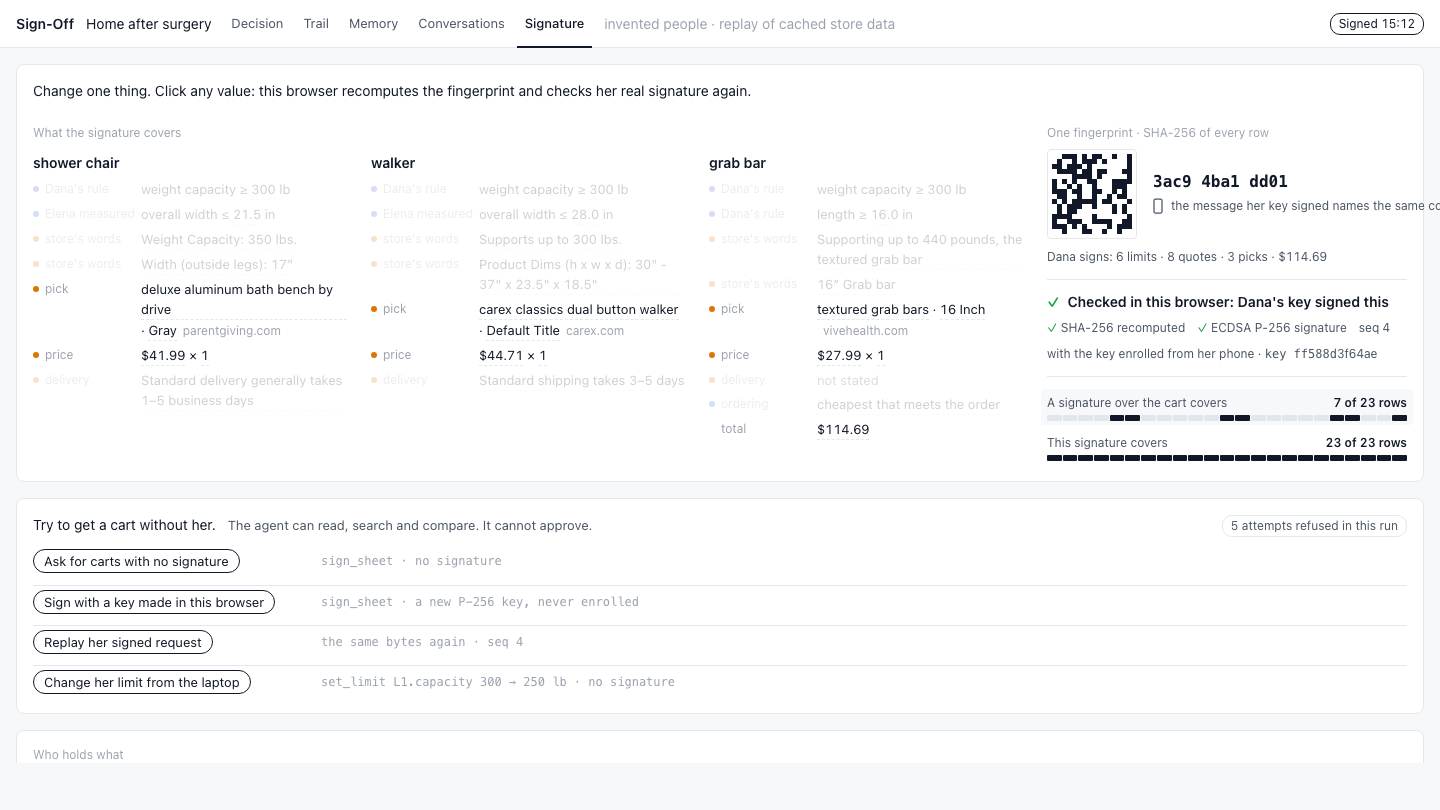 Sign-Off Home after surgery Decision Trail Memory Conversations Signature invented people · replay of cached store data Signed 15:12
Change one thing. Click any value: this browser recomputes the fingerprint and checks her real signature again.
What the signature covers
shower chair
Dana's rule weight capacity ≥ 300 lb
Elena measured overall width ≤ 21.5 in
store's words Weight Capacity: 350 lbs.
store's words Width (outside legs): 17"
pick deluxe aluminum bath bench by
drive
· Gray parentgiving.com
price $41.99 × 1
delivery Standard delivery generally takes
1–5 business days
walker
Dana's rule weight capacity ≥ 300 lb
Elena measured overall width ≤ 28.0 in
store's words Supports up to 300 lbs.
store's words Product Dims (h x w x d): 30" -
37" x 23.5" x 18.5"
pick carex classics dual button walker
· Default Title carex.com
price $44.71 × 1
delivery Standard shipping takes 3–5 days
grab bar
Dana's rule weight capacity ≥ 300 lb
Dana's rule length ≥ 16.0 in
store's words Supporting up to 440 pounds, the
textured grab bar
store's words 16" Grab bar
pick textured grab bars · 16 Inch
vivehealth.com
price $27.99 × 1
delivery not stated
ordering cheapest that meets the order
total $114.69
One fingerprint · SHA-256 of every row
3ac9 4ba1 dd01
the message her key signed names the same co
Dana signs: 6 limits · 8 quotes · 3 picks · $114.69
Checked in this browser: Dana's key signed this
SHA-256 recomputed ECDSA P-256 signature seq 4
with the key enrolled from her phone · key ff588d3f64ae
A signature over the cart covers 7 of 23 rows
This signature covers 23 of 23 rows
Try to get a cart without her. The agent can read, search and compare. It cannot approve. 5 attempts refused in this run
Ask for carts with no signature sign_sheet · no signature
Sign with a key made in this browser sign_sheet · a new P-256 key, never enrolled
Replay her signed request the same bytes again · seq 4
Change her limit from the laptop set_limit L1.capacity 300 → 250 lb · no signature
Who holds what